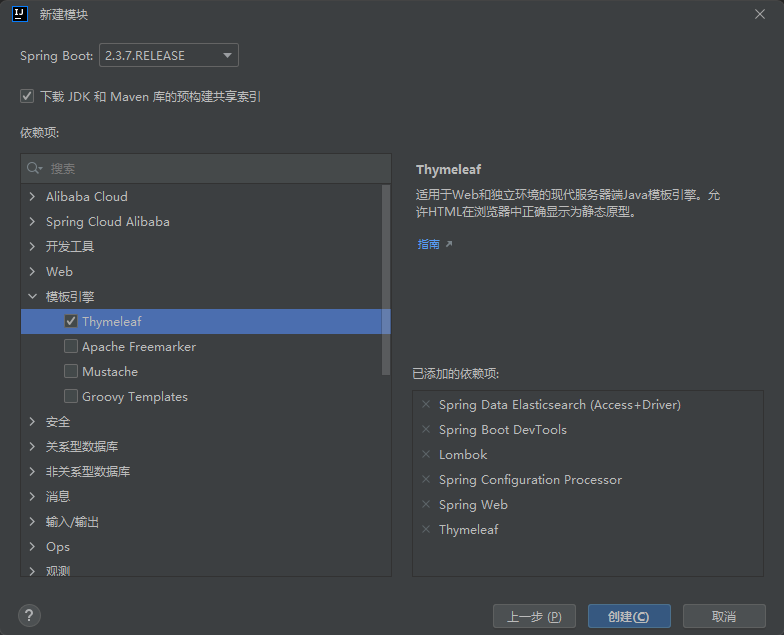 新建模块
Spring Boot: 2.3.7.RELEASE
下载 JDK 和 Maven 库的预构建共享索引
依赖项:
搜索
Alibaba Cloud
Spring Cloud Alibaba
开发工具
Web
模板引擎
Thymeleaf
Apache Freemarker
Mustache
Groovy Templates
安全
关系型数据库
非关系型数据库
消息
输入/输出
Ops
观测
Thymeleaf
适用于Web和独立环境的现代服务器端Java模板引擎。允
许HTML在浏览器中正确显示为静态原型。
指南
已添加的依赖项:
Spring Data Elasticsearch (Access+Driver)
Spring Boot DevTools
Lombok
Spring Configuration Processor
Spring Web
Thymeleaf
?
上一步 (P)
创建(C)
取消